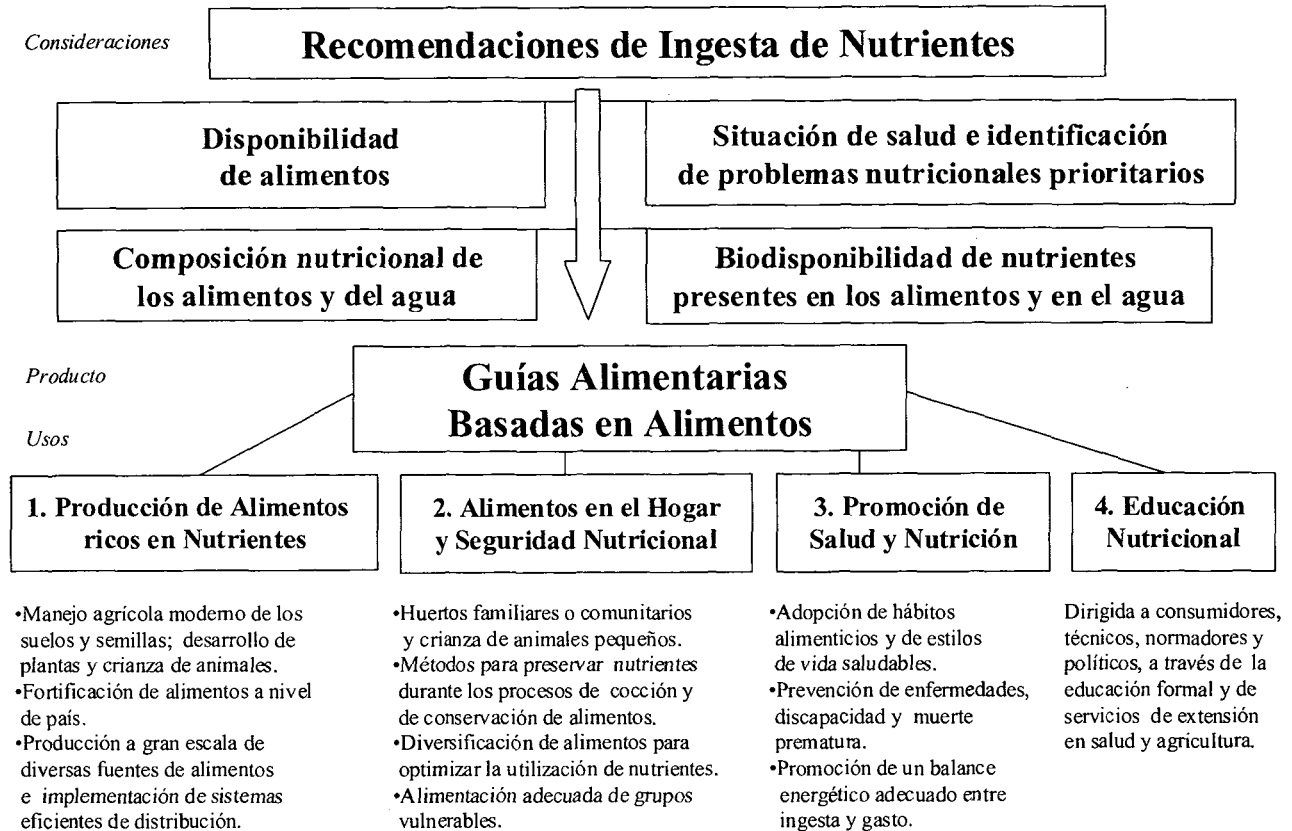 Consideraciones
Recomendaciones de Ingesta de Nutrientes
Disponibilidad
de alimentos
Situación de salud e identificación
de problemas nutricionales prioritarios
Composición nutricional de
los alimentos y del agua
Biodisponibilidad de nutrientes
presentes en los alimentos y en el agua
Producto
Guías Alimentarias
Basadas en Alimentos
Usos
1. Producción de Alimentos
ricos en Nutrientes
•Manejo agrícola moderno de los
suelos y semillas; desarrollo de
plantas y crianza de animales.
•Fortificación de alimentos a nivel
de país.
•Producción a gran escala de
diversas fuentes de alimentos
e implementación de sistemas
eficientes de distribución.
2. Alimentos en el Hogar
y Seguridad Nutricional
•Huertos familiares o comunitarios
y crianza de animales pequeños.
•Métodos para preservar nutrientes
durante los procesos de cocción y
de conservación de alimentos.
•Diversificación de alimentos para
optimizar la utilización de nutrientes.
•Alimentación adecuada de grupos
vulnerables.
3. Promoción de
Salud y Nutrición
•Adopción de hábitos
alimenticios y de estilos
de vida saludables.
•Prevención de enfermedades,
discapacidad y muerte
prematura.
•Promoción de un balance
energético adecuado entre
ingesta y gasto.
4. Educación
Nutricional
Dirigida a consumidores,
técnicos, normadores y
políticos, a través de la
educación formal y de
servicios de extensión
en salud y agricultura.